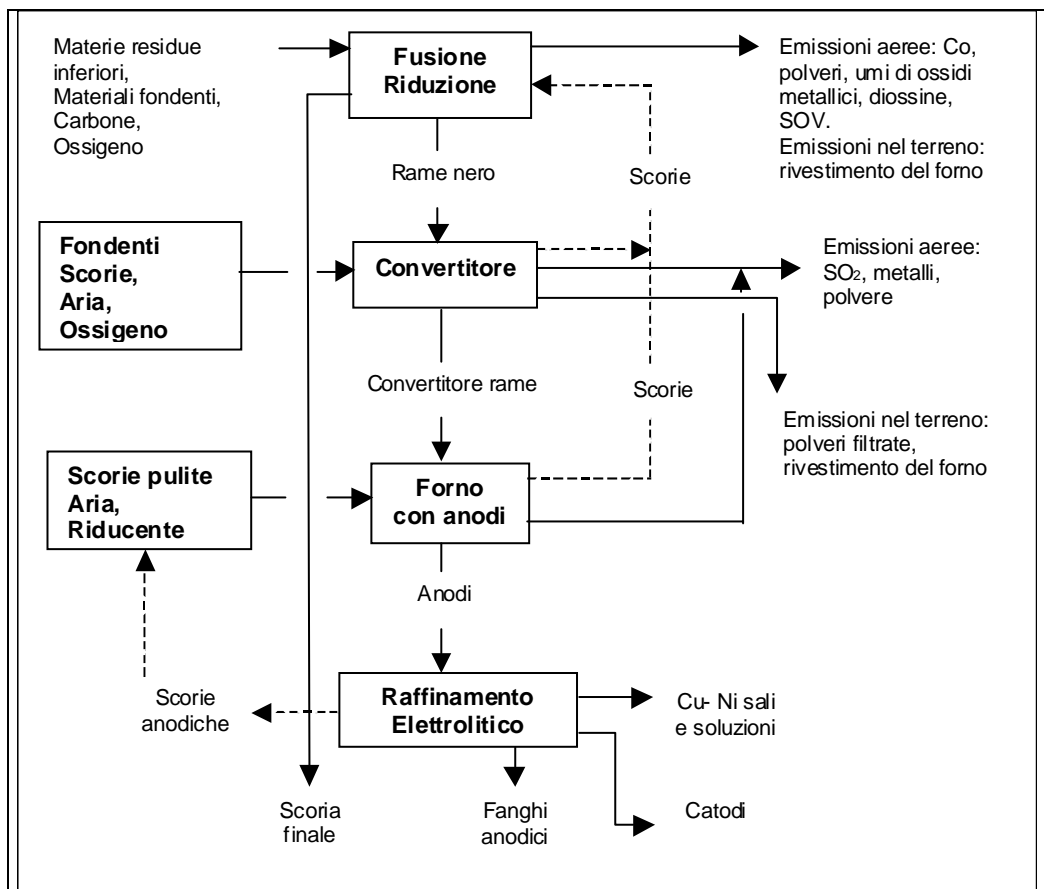 Materie residue
inferiori,
Materiali fondenti,
Carbone,
Ossigeno
Fusione
Riduzione
Emissioni aeree: Co,
polveri, umi di ossidi
metallici, diossine,
SOV.
Emissioni nel terreno:
rivestimento del forno
Rame nero
Scorie
Fondenti
Scorie,
Aria,
Ossigeno
Convertitore
Emissioni aeree:
SO₂, metalli,
polvere
Convertitore rame
Scorie
Emissioni nel terreno:
polveri filtrate,
rivestimento del forno
Scorie pulite
Aria,
Riducente
Forno
con anodi
Anodi
Scorie
anodiche
Raffinamento
Elettrolitico
Cu- Ni sali
e soluzioni
Scoria
finale
Fanghi
anodici
Catodi